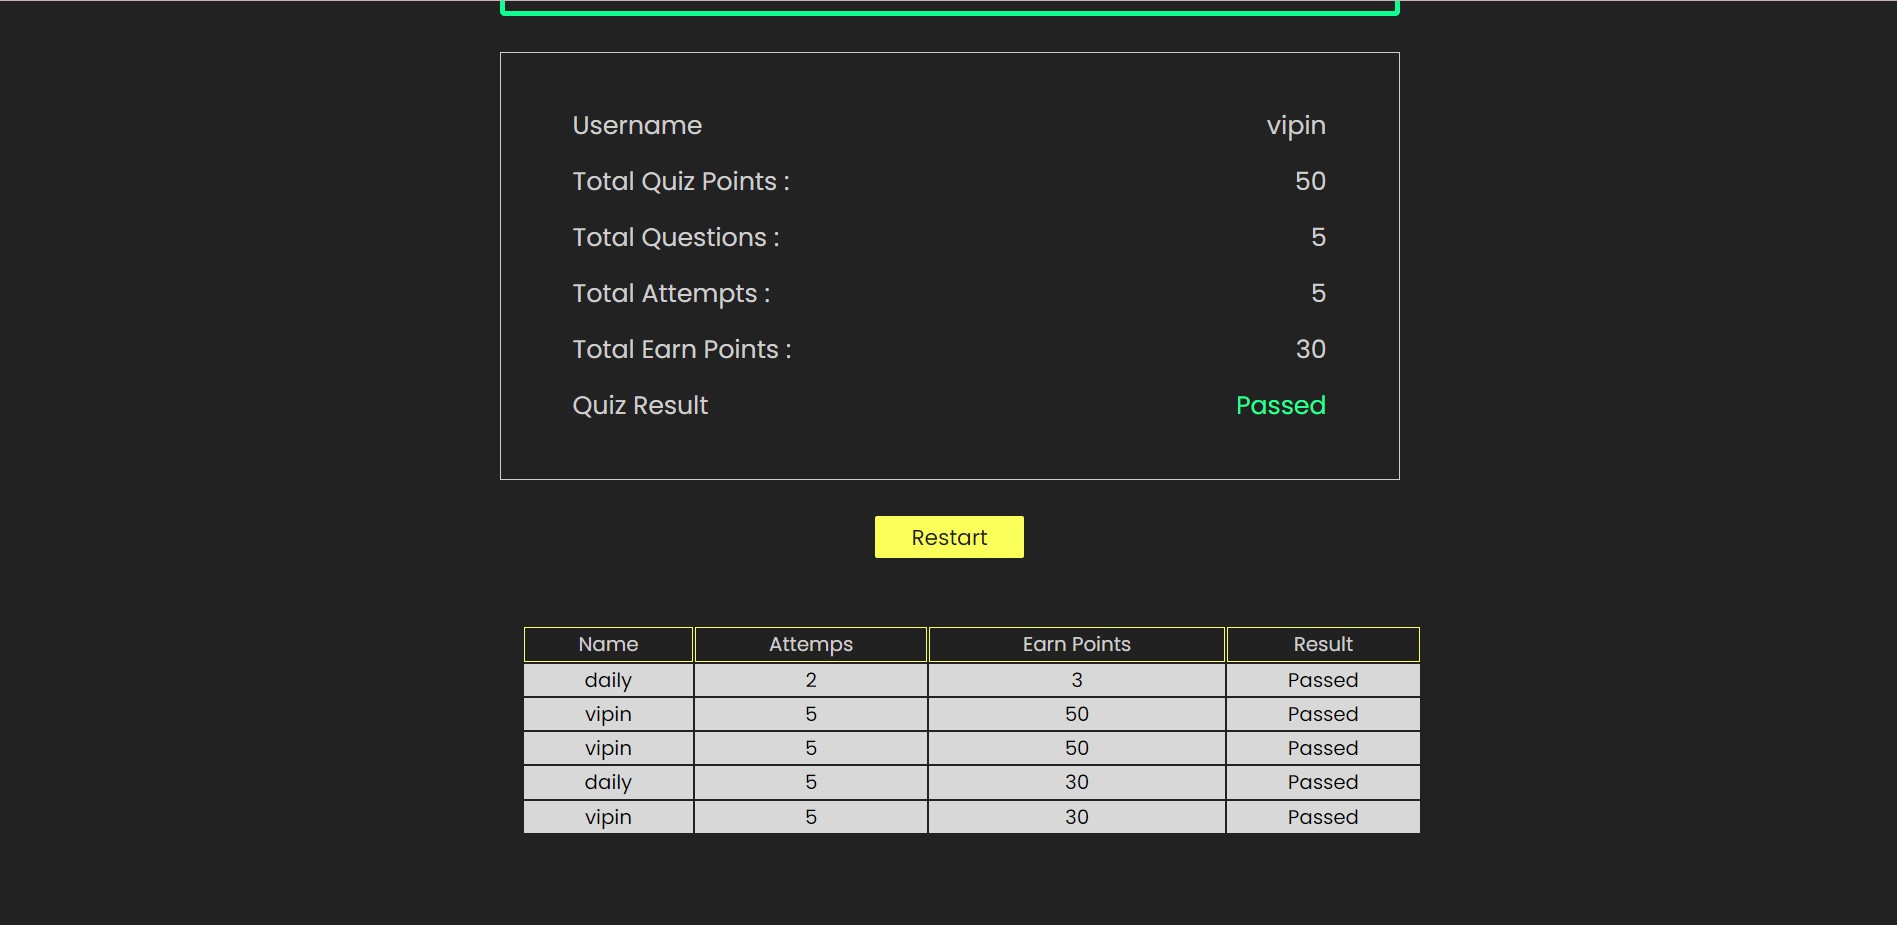 Username vipin
Total Quiz Points : 50
Total Questions : 5
Total Attempts : 5
Total Earn Points : 30
Quiz Result Passed
Restart
Name Attemps Earn Points Result
daily 2 3 Passed
vipin 5 50 Passed
vipin 5 50 Passed
daily 5 30 Passed
vipin 5 30 Passed